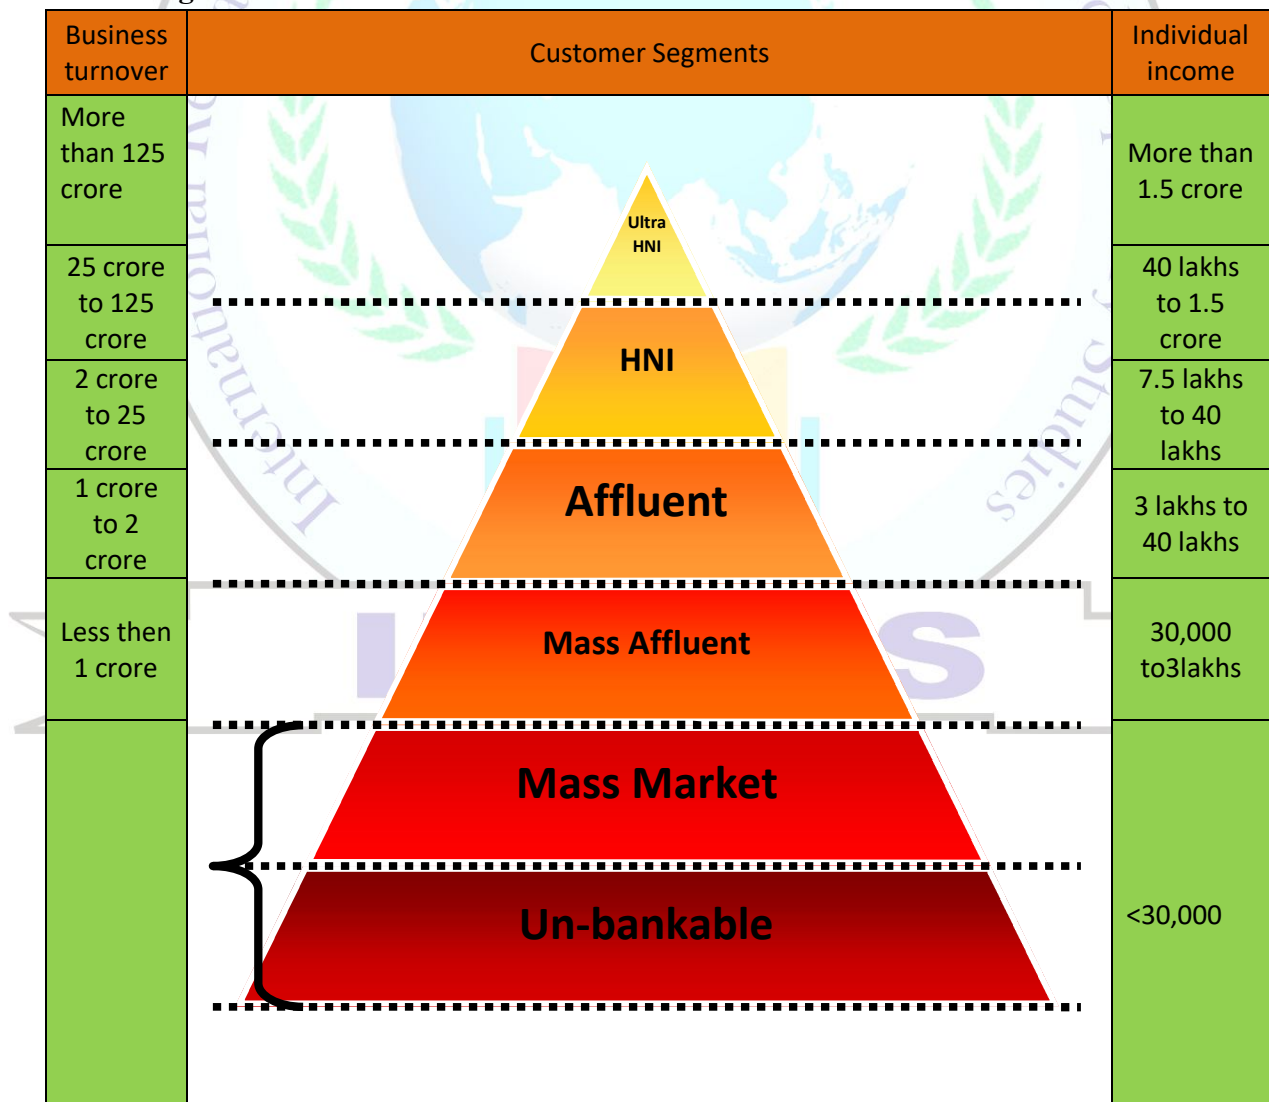 Business
turnover
Customer Segments
Individual
income
More
than 125
crore
Ultra
HNI
More than
1.5 crore
25 crore
to 125
crore
HNI
40 lakhs
to 1.5
crore
2 crore
to 25
crore
7.5 lakhs
to 40
lakhs
1 crore
to 2
crore
Affluent
3 lakhs to
40 lakhs
Less then
1 crore
Mass Affluent
30,000
to3lakhs
Mass Market
Un-bankable
<30,000
International
Studies